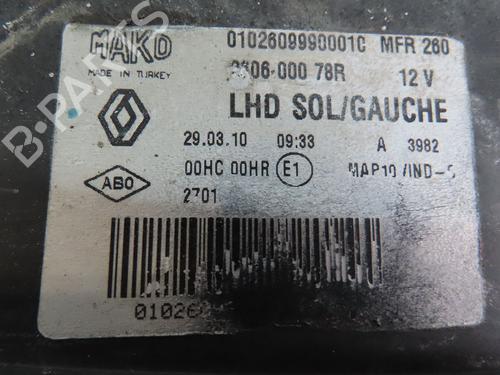 MAKO
MADE IN TURKEY
0102609990001C MFR 260
12 V
LHD SOL/GAUCHE
29.03.10 09:33 A 3982
00HC 00HR E1
ABO
2701
B-PARTS